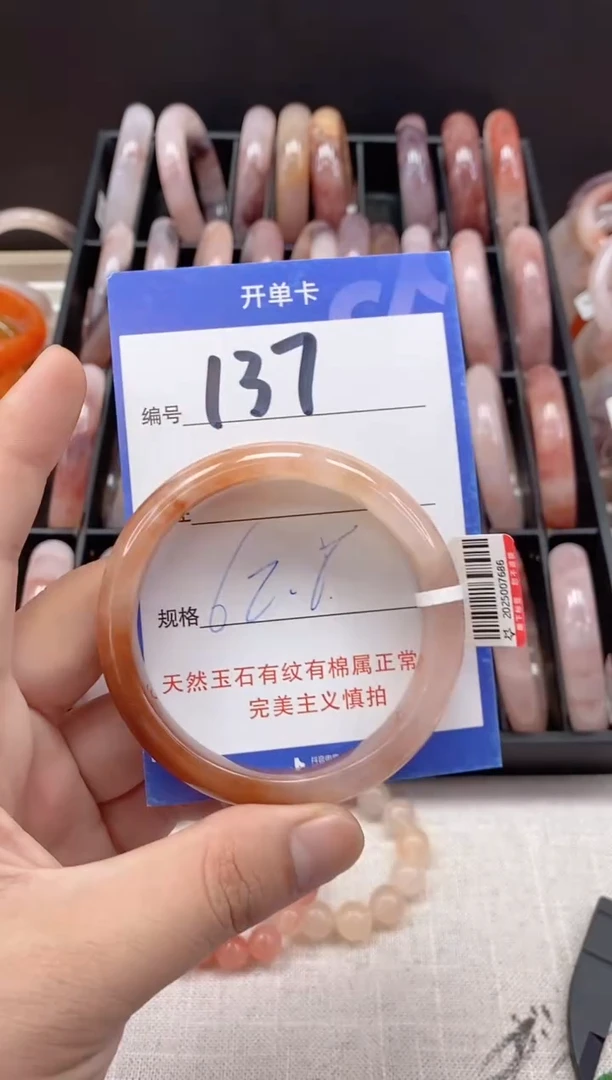 开单卡
编号 137
规格 62.8
天然玉石有纹有棉属正常
完美主义慎拍
2025007686